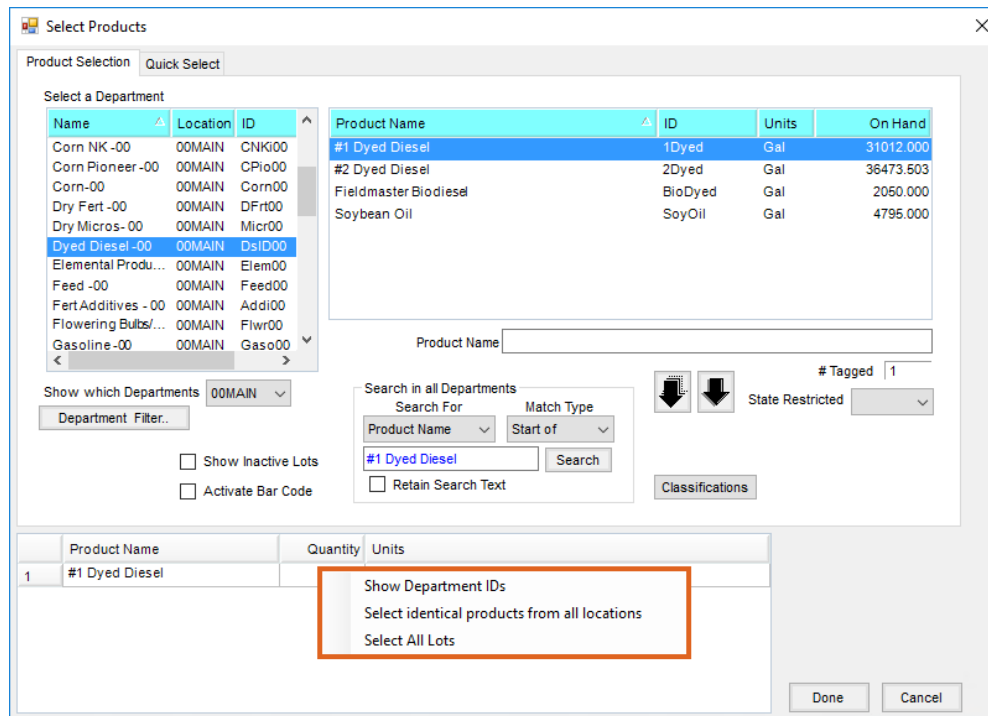 Select Products
Product Selection Quick Select
Select a Department
Name Location ID
Corn NK -00 00MAIN CNKi00
Corn Pioneer -00 00MAIN CPio00
Corn-00 00MAIN Corn00
Dry Fert -00 00MAIN DFrt00
Dry Micros- 00 00MAIN Micr00
Dyed Diesel -00 00MAIN DslD00
Elemental Produ... 00MAIN Elem00
Feed -00 00MAIN Feed00
Fert Additives - 00 00MAIN Addi00
Flowering Bulbs/... 00MAIN Flwr00
Gasoline -00 00MAIN Gaso00
Product Name ID Units On Hand
#1 Dyed Diesel 1Dyed Gal 31012.000
#2 Dyed Diesel 2Dyed Gal 36473.503
Fieldmaster Biodiesel BioDyed Gal 2050.000
Soybean Oil SoyOil Gal 4795.000
Product Name
# Tagged 1
Show which Departments 00MAIN
Department Filter..
Show Inactive Lots
Activate Bar Code
Search in all Departments
Search For Match Type
Product Name Start of
#1 Dyed Diesel Search
Retain Search Text
State Restricted
Classifications
Product Name Quantity Units
1 #1 Dyed Diesel
Show Department IDs
Select identical products from all locations
Select All Lots
Done Cancel